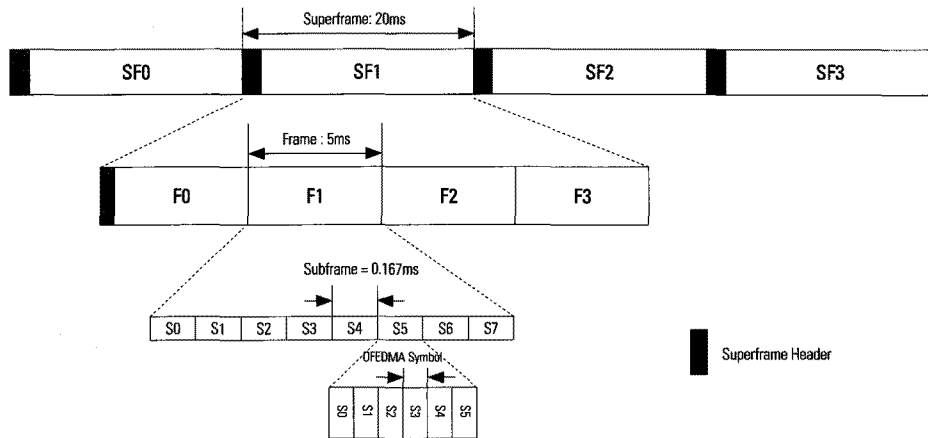 Superframe: 20ms
SF0 SF1 SF2 SF3
Frame : 5ms
F0 F1 F2 F3
Subframe = 0.167ms
S0 S1 S2 S3 S4 S5 S6 S7
OFEDMA Symbol
S0 S1 S2 S3 S4 S5
Superframe Header